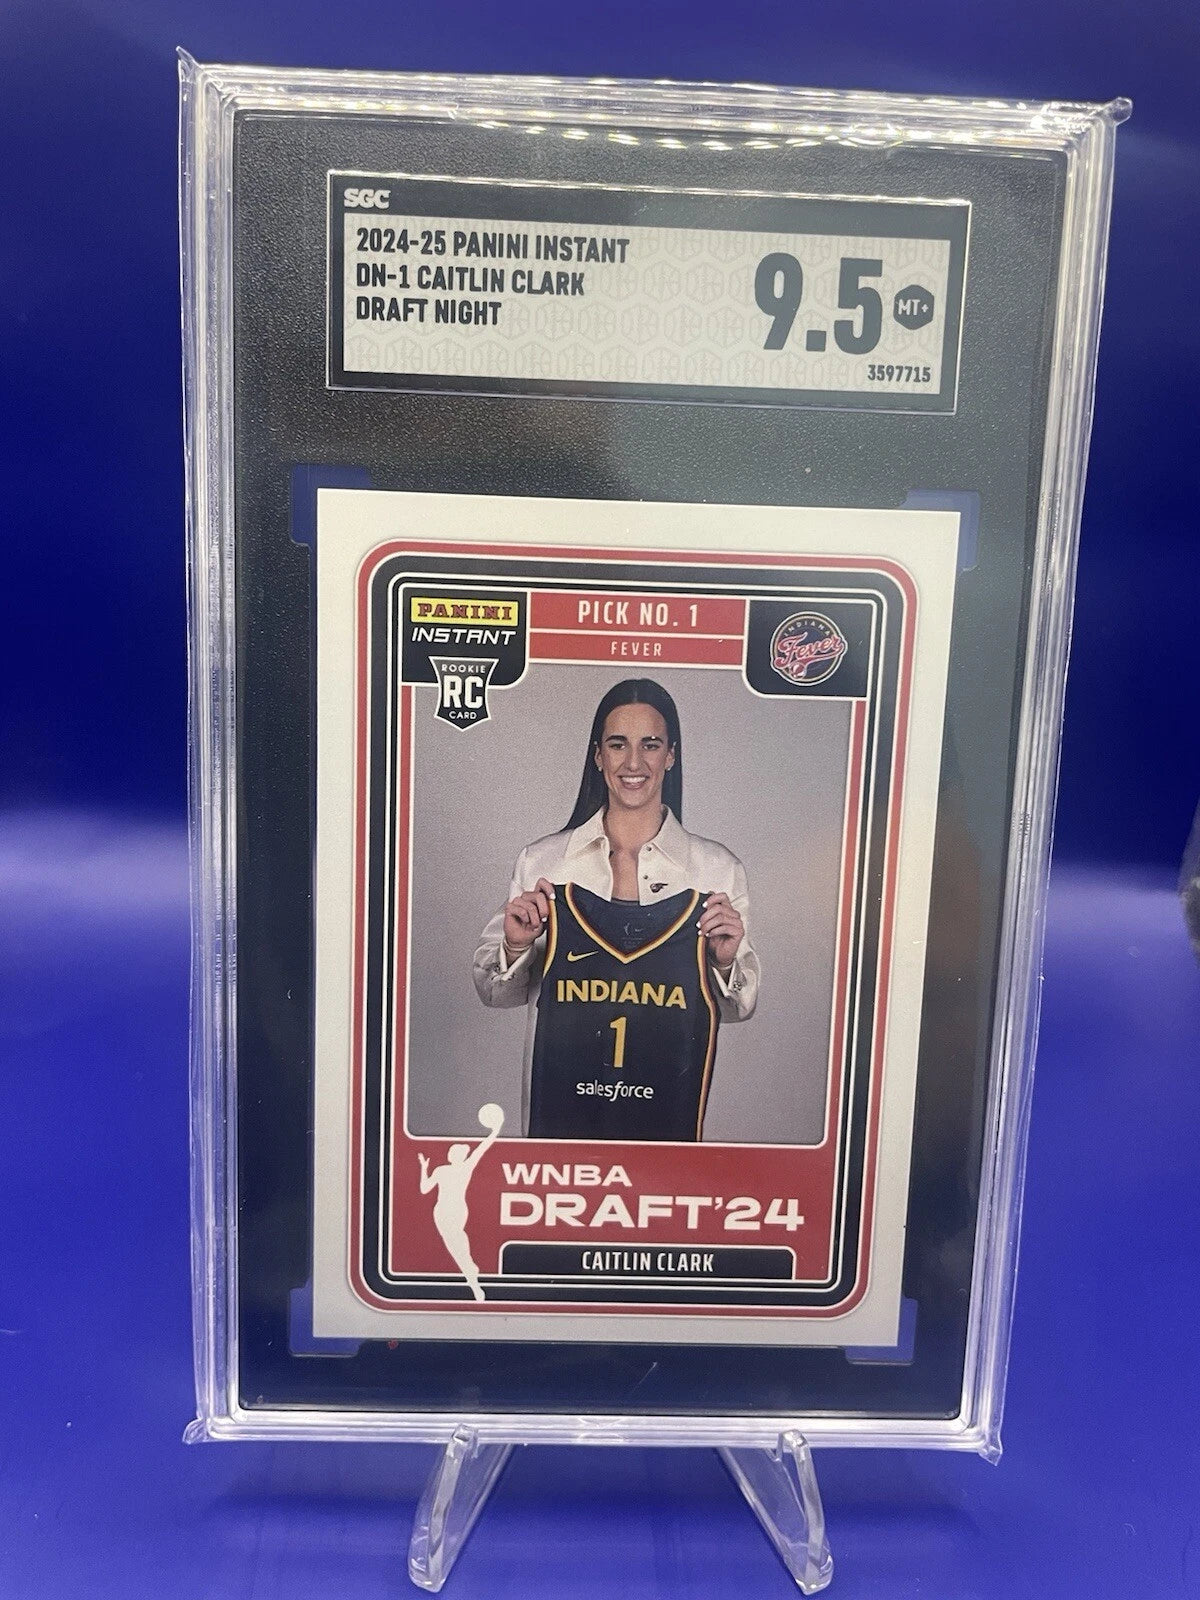 SGC
2024-25 PANINI INSTANT
DN-1 CAITLIN CLARK
DRAFT NIGHT
9.5 MT+
3597715
PANINI
INSTANT
ROOKIE
RC
CARD
PICK NO. 1
FEVER
INDIANA
Fever
INDIANA
1
salesforce
WNBA
DRAFT'24
CAITLIN CLARK